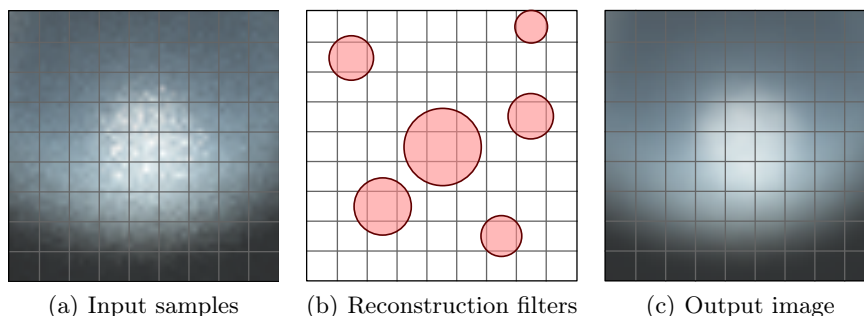 (a) Input samples
(b) Reconstruction filters
(c) Output image